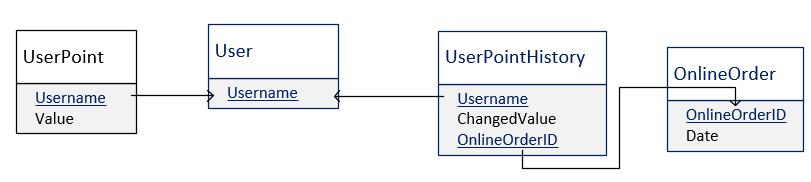 UserPoint
Username
Value
User
Username
UserPointHistory
Username
ChangedValue
OnlineOrderID
OnlineOrder
OnlineOrderID
Date